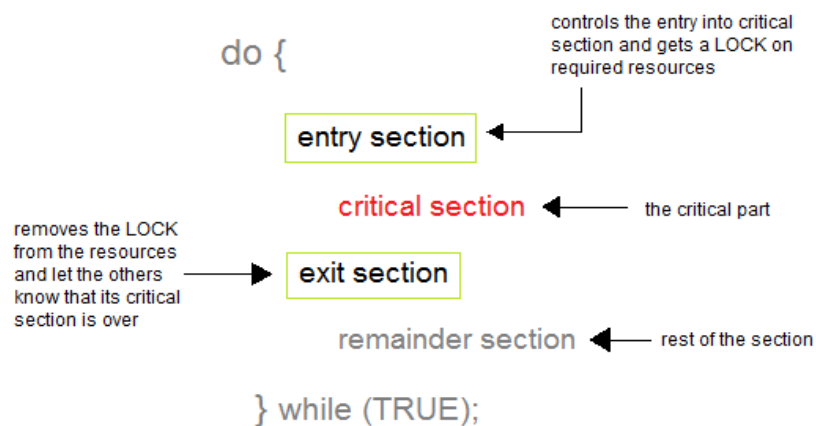 controls the entry into critical
section and gets a LOCK on
required resources
do {
entry section
critical section
the critical part
removes the LOCK
from the resources
and let the others
know that its critical
section is over
exit section
remainder section
rest of the section
} while (TRUE);